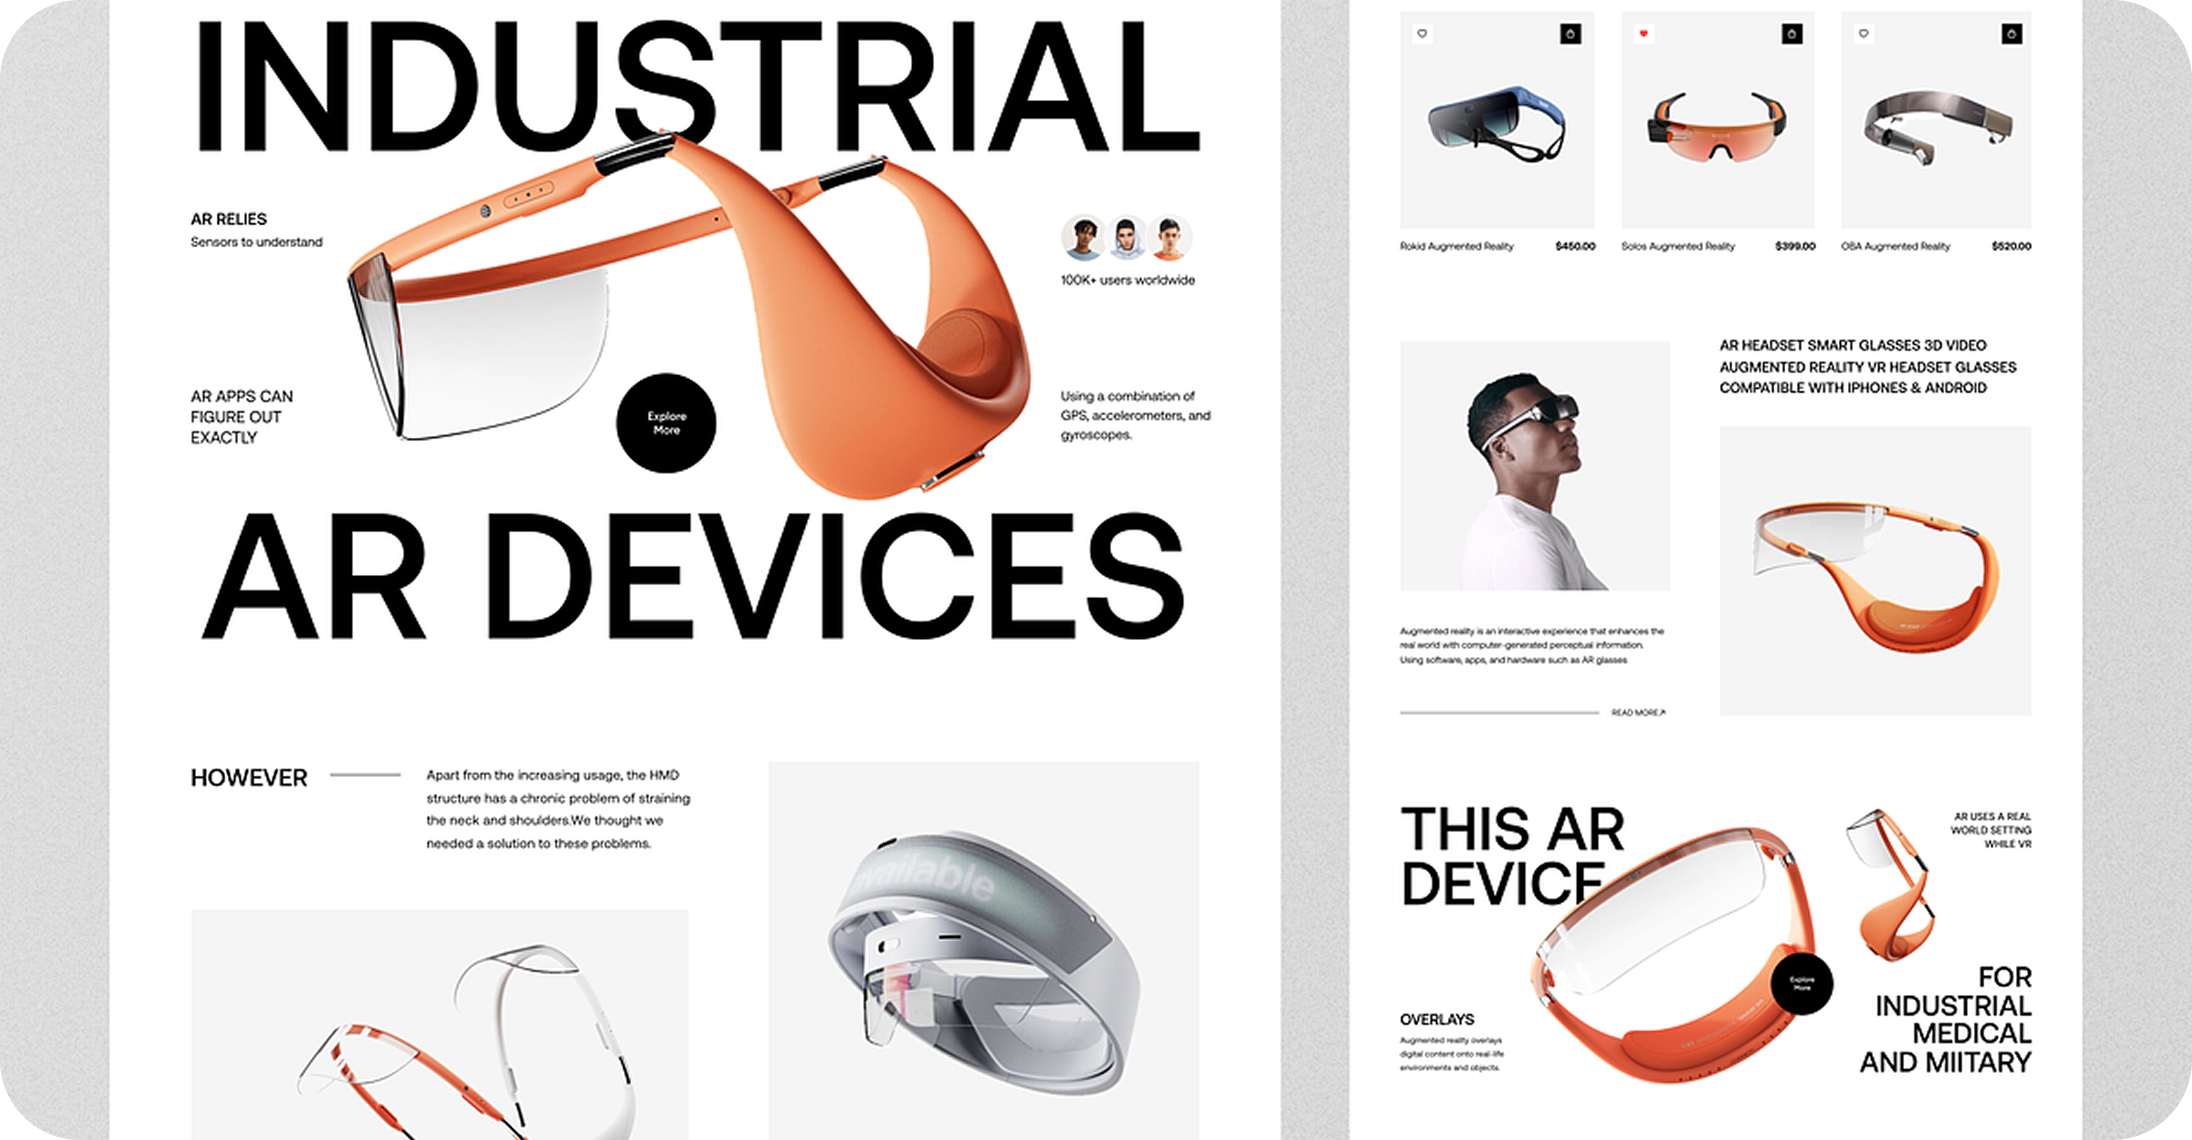 INDUSTRIAL
AR RELIES
Sensors to understand
100K+ users worldwide
AR APPS CAN
FIGURE OUT
EXACTLY
Explore
More
Using a combination of
GPS, accelerometers, and
gyroscopes.
AR DEVICES
HOWEVER
Apart from the increasing usage, the HMD
structure has a chronic problem of straining
the neck and shoulders.We thought we
needed a solution to these problems.
available
Rokid Augmented Reality $450.00
Solos Augmented Reality $399.00
OBA Augmented Reality $520.00
AR HEADSET SMART GLASSES 3D VIDEO
AUGMENTED REALITY VR HEADSET GLASSES
COMPATIBLE WITH IPHONES & ANDROID
Augmented reality is an interactive experience that enhances the
real world with computer-generated perceptual information.
Using software, apps, and hardware such as AR glasses
READ MORE↗
THIS AR
DEVICE
AR USES A REAL
WORLD SETTING
WHILE VR
Explore
More
OVERLAYS
Augmented reality overlays
digital content onto real-life
environments and objects.
FOR
INDUSTRIAL
MEDICAL
AND MIITARY